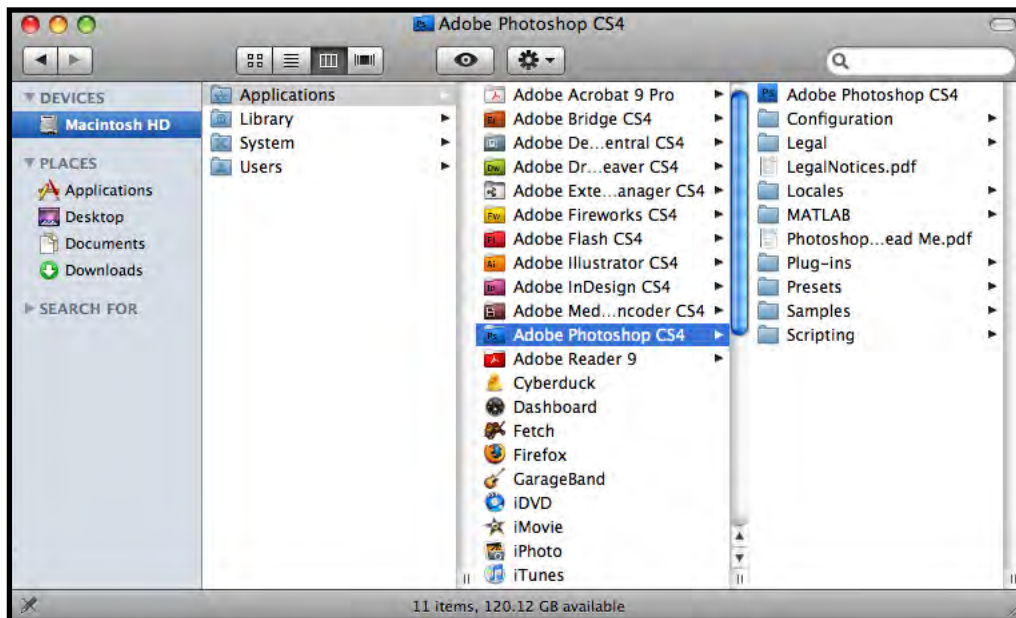 Adobe Photoshop CS4
DEVICES
Macintosh HD
PLACES
Applications
Desktop
Documents
Downloads
SEARCH FOR
Applications
Library
System
Users
Adobe Acrobat 9 Pro
Adobe Bridge CS4
Adobe De...entral CS4
Adobe Dr...eaver CS4
Adobe Exte...anager CS4
Adobe Fireworks CS4
Adobe Flash CS4
Adobe Illustrator CS4
Adobe InDesign CS4
Adobe Med...ncoder CS4
Adobe Photoshop CS4
Adobe Reader 9
Cyberduck
Dashboard
Fetch
Firefox
GarageBand
iDVD
iMovie
iPhoto
iTunes
Adobe Photoshop CS4
Configuration
Legal
LegalNotices.pdf
Locales
MATLAB
Photoshop...ead Me.pdf
Plug-ins
Presets
Samples
Scripting
11 items, 120.12 GB available